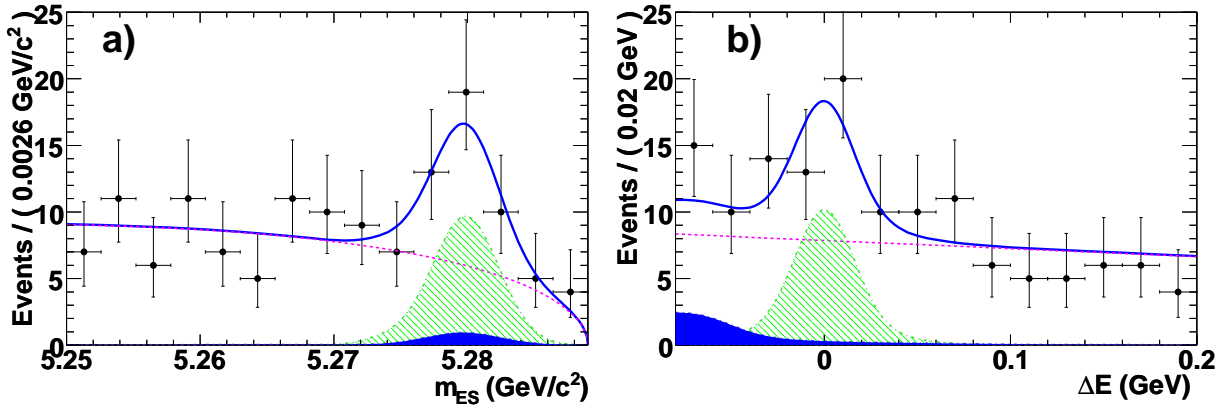 a)
Events / ( 0.0026 GeV/c²)
25
20
15
10
5
0
5.25 5.26 5.27 5.28
m_ES (GeV/c²)
b)
Events / ( 0.02 GeV )
25
20
15
10
5
0
0 0.1 0.2
ΔE (GeV)